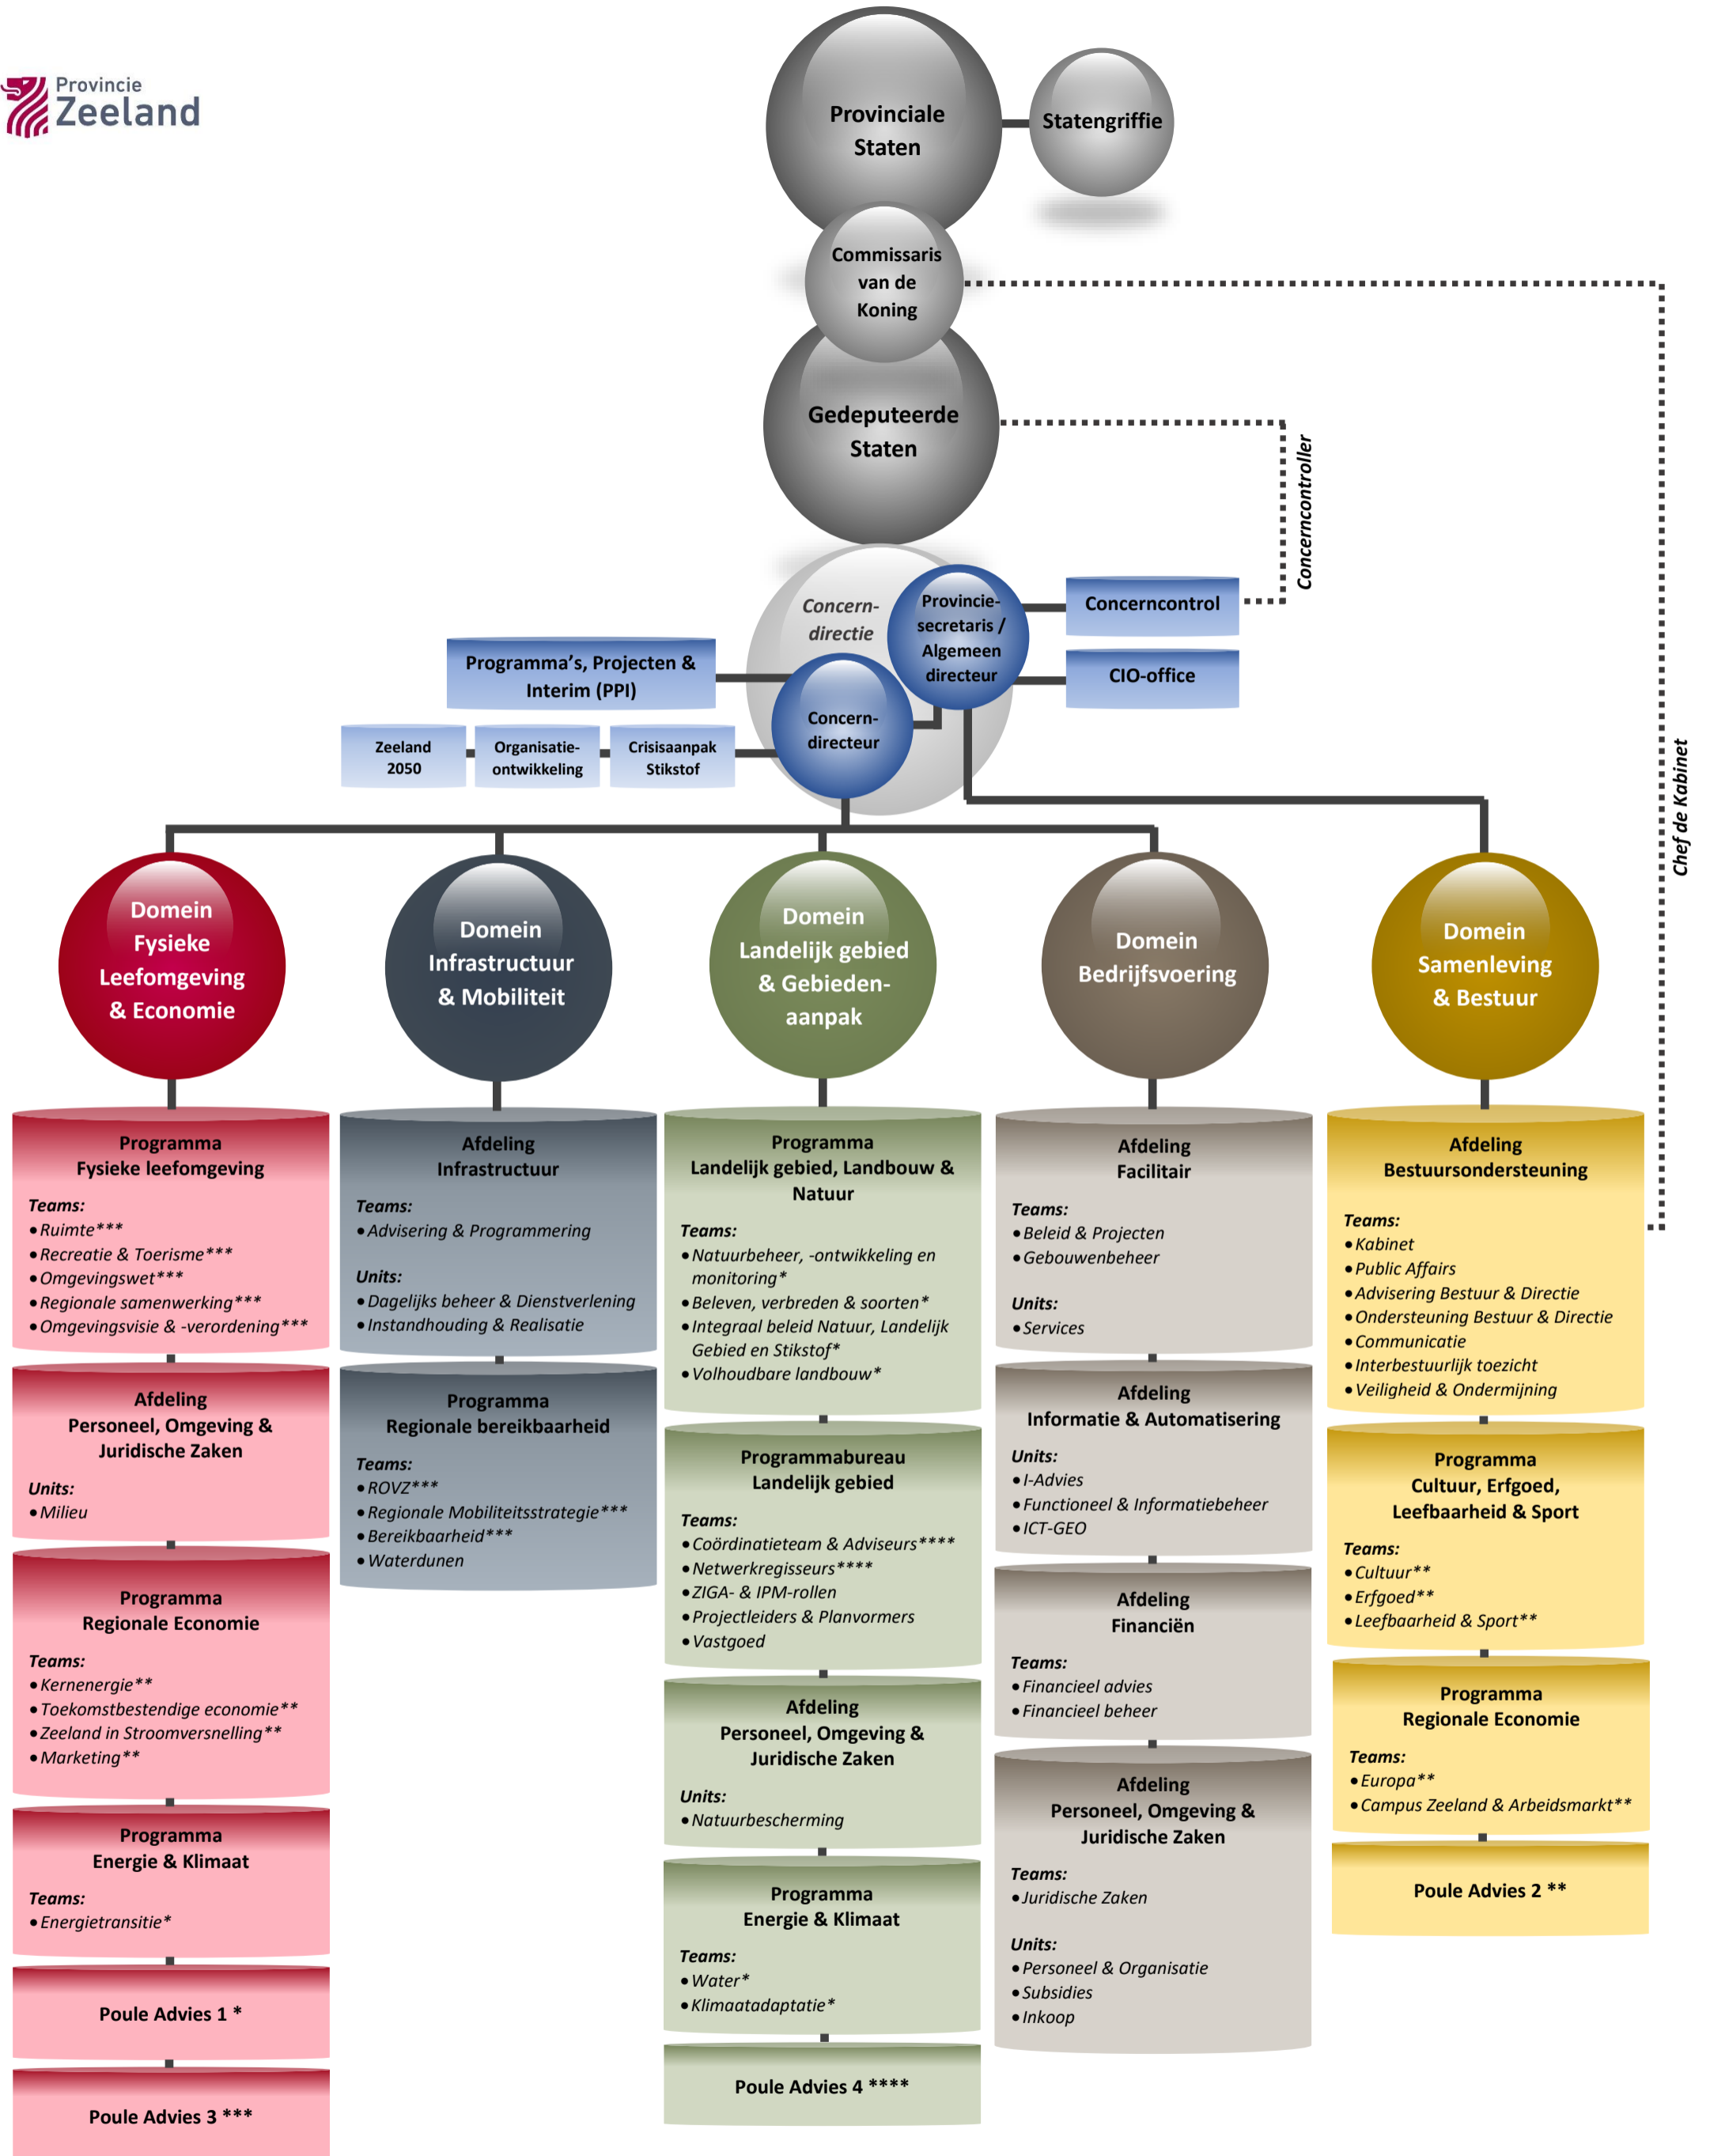 Provincie
Zeeland
Provinciale
Staten
Statengriffie
Commissaris
van de
Koning
Gedeputeerde
Staten
Concerncontroller
Chef de Kabinet
Concern-
directie
Provincie-
secretaris /
Algemeen
directeur
Concerncontrol
CIO-office
Programma’s, Projecten &
Interim (PPI)
Concern-
directeur
Zeeland
2050
Organisatie-
ontwikkeling
Crisisaanpak
Stikstof
Domein
Fysieke
Leefomgeving
& Economie
Programma
Fysieke leefomgeving
Teams:
• Ruimte***
• Recreatie & Toerisme***
• Omgevingswet***
• Regionale samenwerking***
• Omgevingsvisie & -verordening***
Afdeling
Personeel, Omgeving &
Juridische Zaken
Units:
• Milieu
Programma
Regionale Economie
Teams:
• Kernenergie**
• Toekomstbestendige economie**
• Zeeland in Stroomversnelling**
• Marketing**
Programma
Energie & Klimaat
Teams:
• Energietransitie*
Poule Advies 1 *
Poule Advies 3 ***
Domein
Infrastructuur
& Mobiliteit
Afdeling
Infrastructuur
Teams:
• Advisering & Programmering
Units:
• Dagelijks beheer & Dienstverlening
• Instandhouding & Realisatie
Programma
Regionale bereikbaarheid
Teams:
• ROVZ***
• Regionale Mobiliteitsstrategie***
• Bereikbaarheid***
• Waterdunen
Domein
Landelijk gebied
& Gebieden-
aanpak
Programma
Landelijk gebied, Landbouw &
Natuur
Teams:
• Natuurbeheer, -ontwikkeling en
monitoring*
• Beleven, verbreden & soorten*
• Integraal beleid Natuur, Landelijk
Gebied en Stikstof*
• Volhoudbare landbouw*
Programmabureau
Landelijk gebied
Teams:
• Coördinatieteam & Adviseurs****
• Netwerkregisseurs****
• ZIGA- & IPM-rollen
• Projectleiders & Planvormers
• Vastgoed
Afdeling
Personeel, Omgeving &
Juridische Zaken
Units:
• Natuurbescherming
Programma
Energie & Klimaat
Teams:
• Water*
• Klimaatadaptatie*
Poule Advies 4 ****
Domein
Bedrijfsvoering
Afdeling
Facilitair
Teams:
• Beleid & Projecten
• Gebouwenbeheer
Units:
• Services
Afdeling
Informatie & Automatisering
Units:
• I-Advies
• Functioneel & Informatiebeheer
• ICT-GEO
Afdeling
Financiën
Teams:
• Financieel advies
• Financieel beheer
Afdeling
Personeel, Omgeving &
Juridische Zaken
Teams:
• Juridische Zaken
Units:
• Personeel & Organisatie
• Subsidies
• Inkoop
Domein
Samenleving
& Bestuur
Afdeling
Bestuursondersteuning
Teams:
• Kabinet
• Public Affairs
• Advisering Bestuur & Directie
• Ondersteuning Bestuur & Directie
• Communicatie
• Interbestuurlijk toezicht
• Veiligheid & Ondermijning
Programma
Cultuur, Erfgoed,
Leefbaarheid & Sport
Teams:
• Cultuur**
• Erfgoed**
• Leefbaarheid & Sport**
Programma
Regionale Economie
Teams:
• Europa**
• Campus Zeeland & Arbeidsmarkt**
Poule Advies 2 **